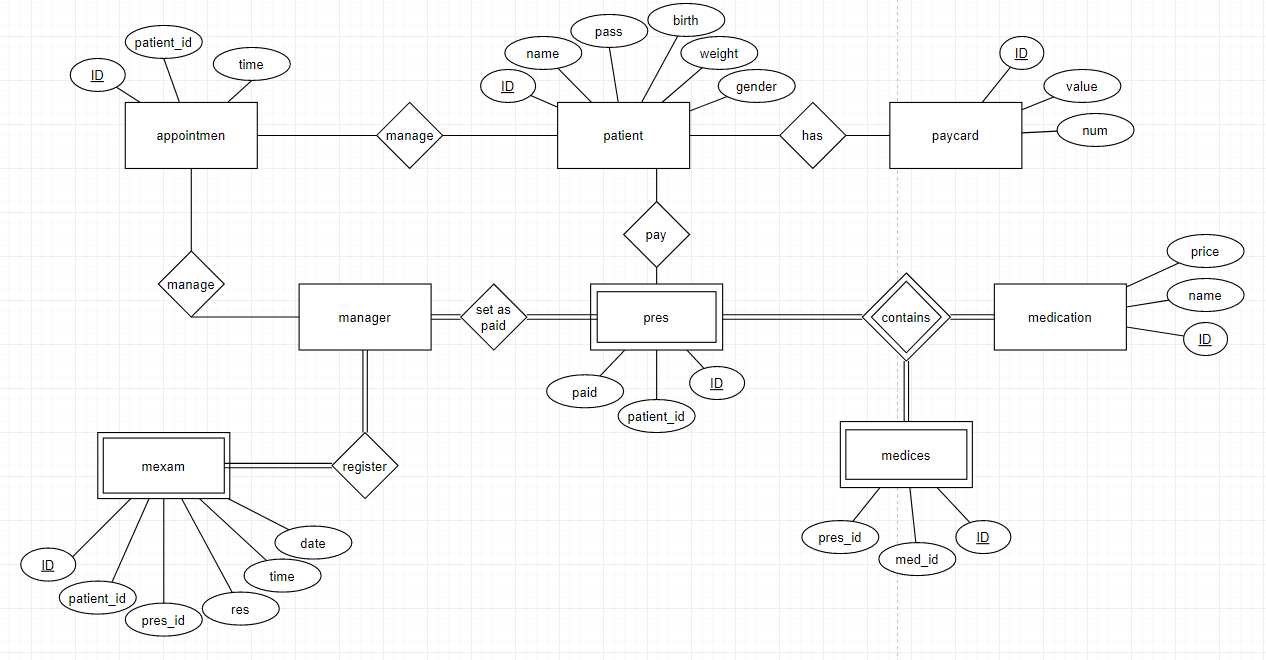 birth
pass
patient_id
name
weight
ID
time
ID
ID
gender
value
num
appointmen
manage
patient
has
paycard
pay
manage
price
name
ID
manager
set as
paid
pres
contains
medication
paid
patient_id
ID
mexam
register
medices
pres_id
med_id
ID
date
time
ID
patient_id
pres_id
res